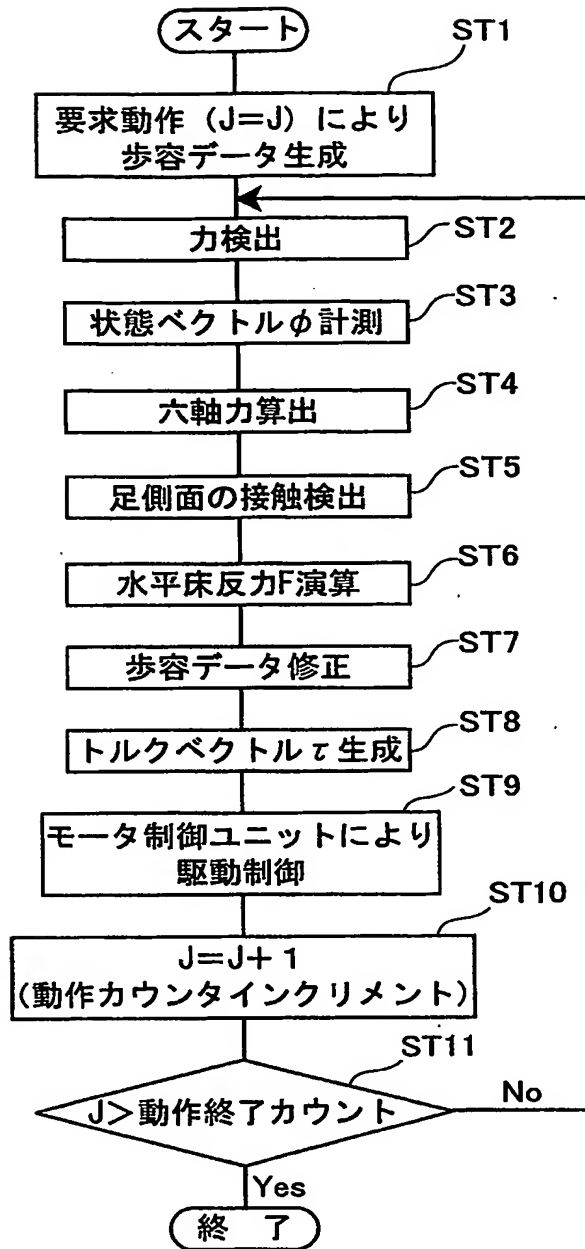 スタート
ST1
要求動作（J=J）により
歩容データ生成
ST2
力検出
ST3
状態ベクトルφ計測
ST4
六軸力算出
ST5
足側面の接触検出
ST6
水平床反力F演算
ST7
歩容データ修正
ST8
トルクベクトルτ生成
ST9
モータ制御ユニットにより
駆動制御
ST10
J=J+1
(動作カウンタインクリメント)
ST11
J>動作終了カウント
No
Yes
終 了